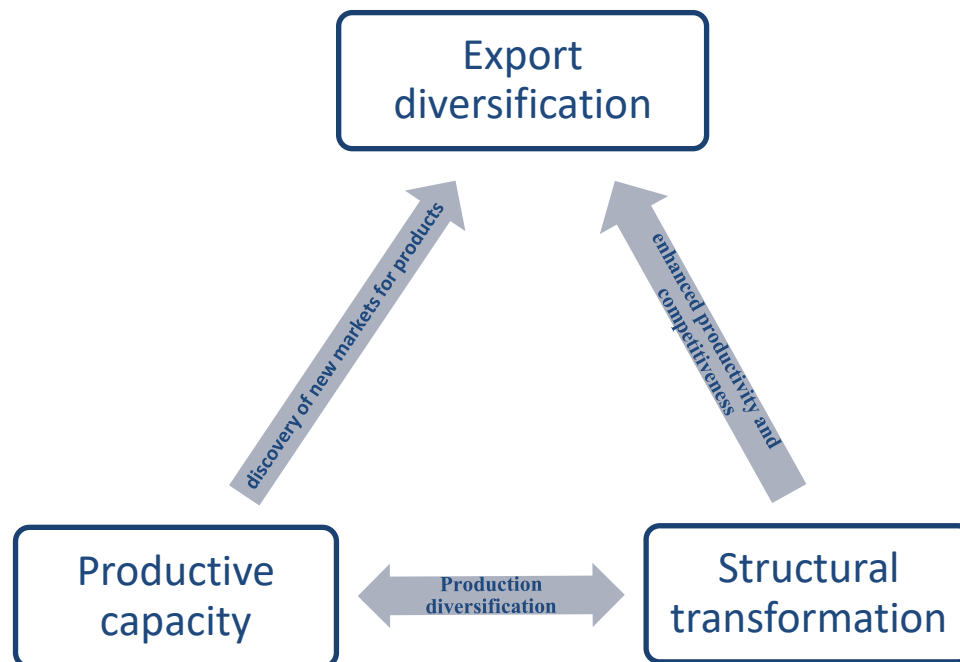 Export
diversification
discovery of new markets for products
enhanced productivity and
competitiveness
Productive
capacity
Production
diversification
Structural
transformation